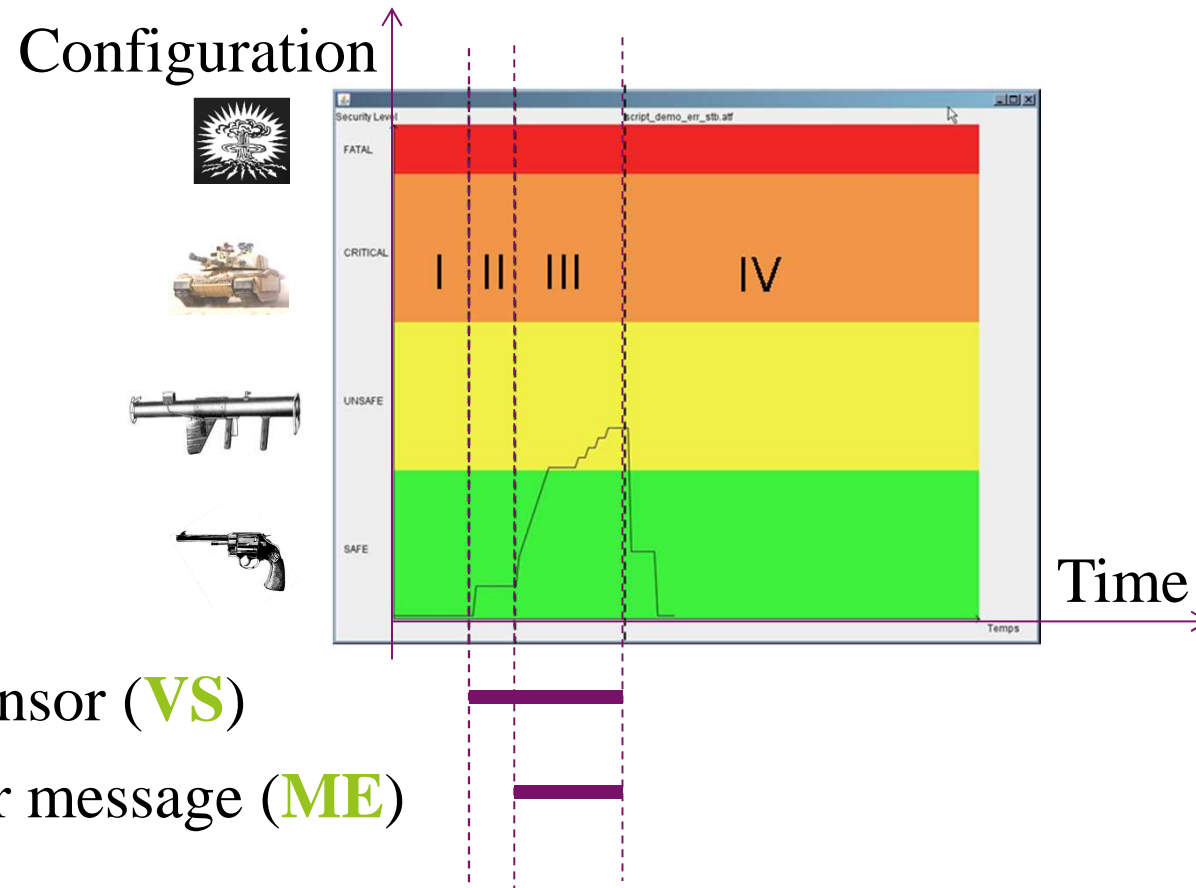 Configuration
Security Level
script_demo_err_stb.atf
FATAL
CRITICAL
I II III IV
UNSAFE
SAFE
Time
Temps
nsor (VS)
r message (ME)